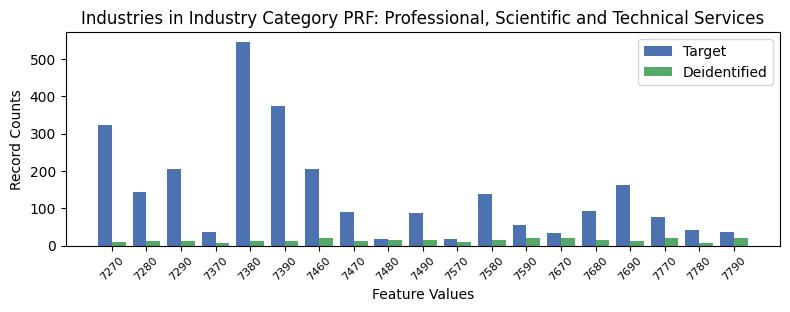 Industries in Industry Category PRF: Professional, Scientific and Technical Services
Target
Deidentified
Record Counts
500
400
300
200
100
0
7270 7280 7290 7370 7380 7390 7460 7470 7480 7490 7570 7580 7590 7670 7680 7690 7770 7780 7790
Feature Values